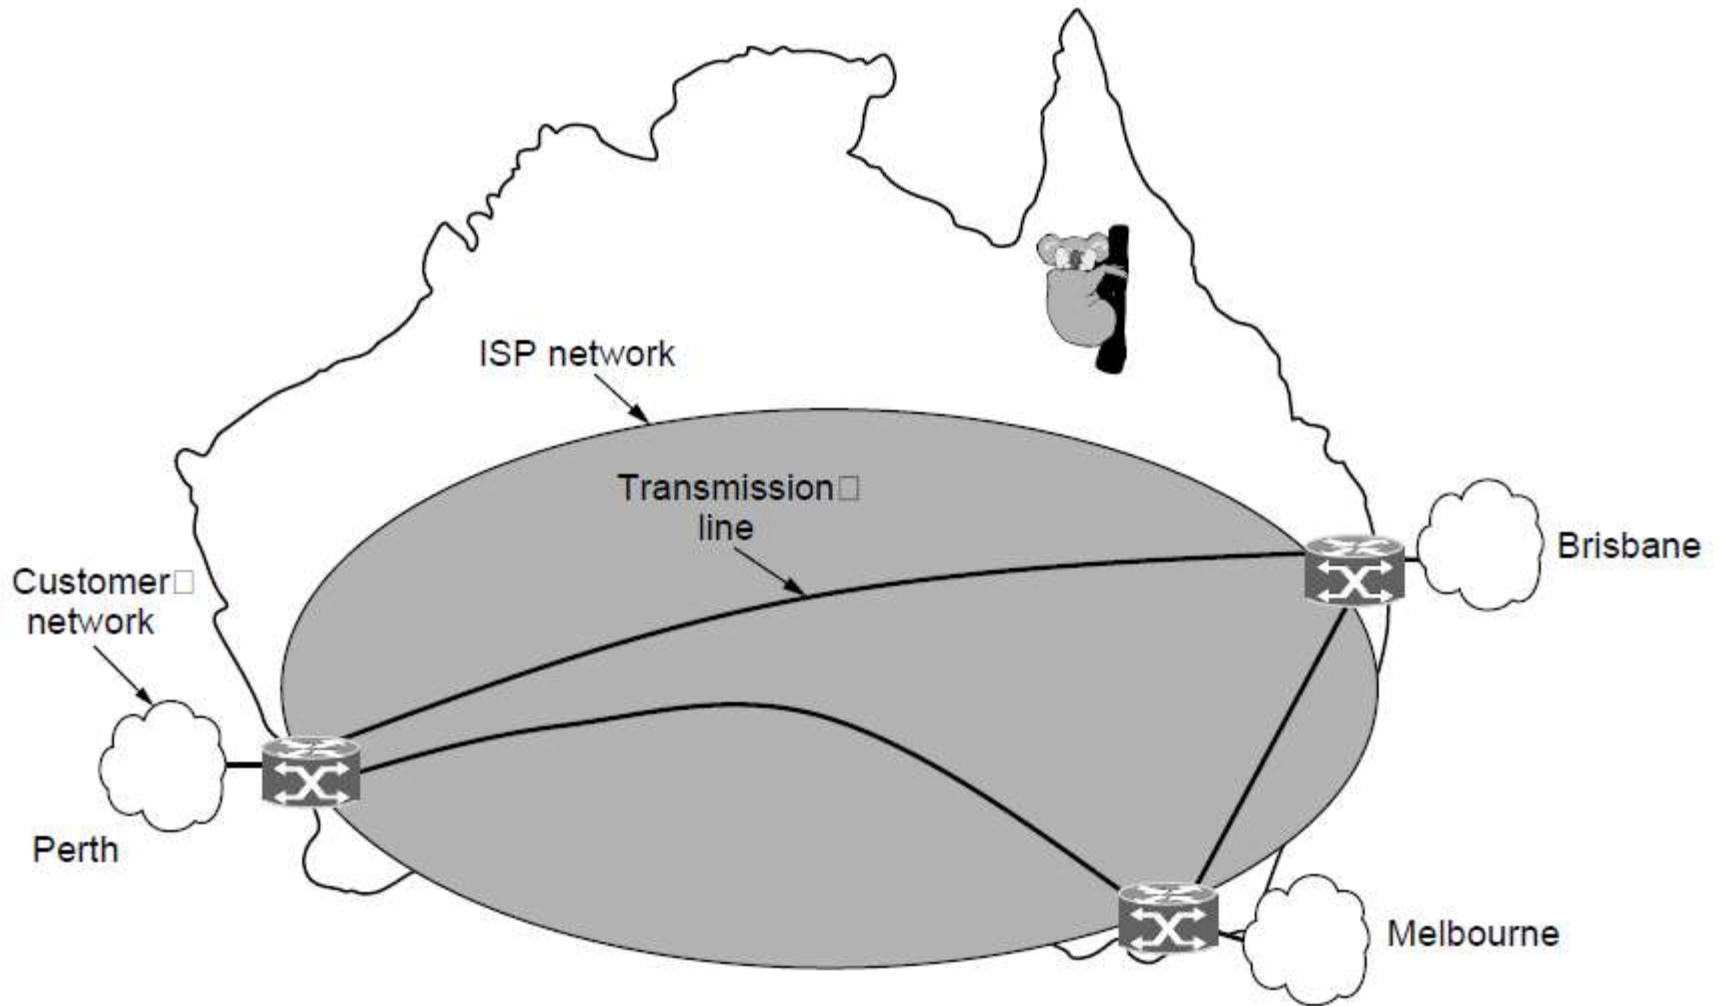 ISP network
Transmission□
line
Brisbane
Customer□
network
Perth
Melbourne